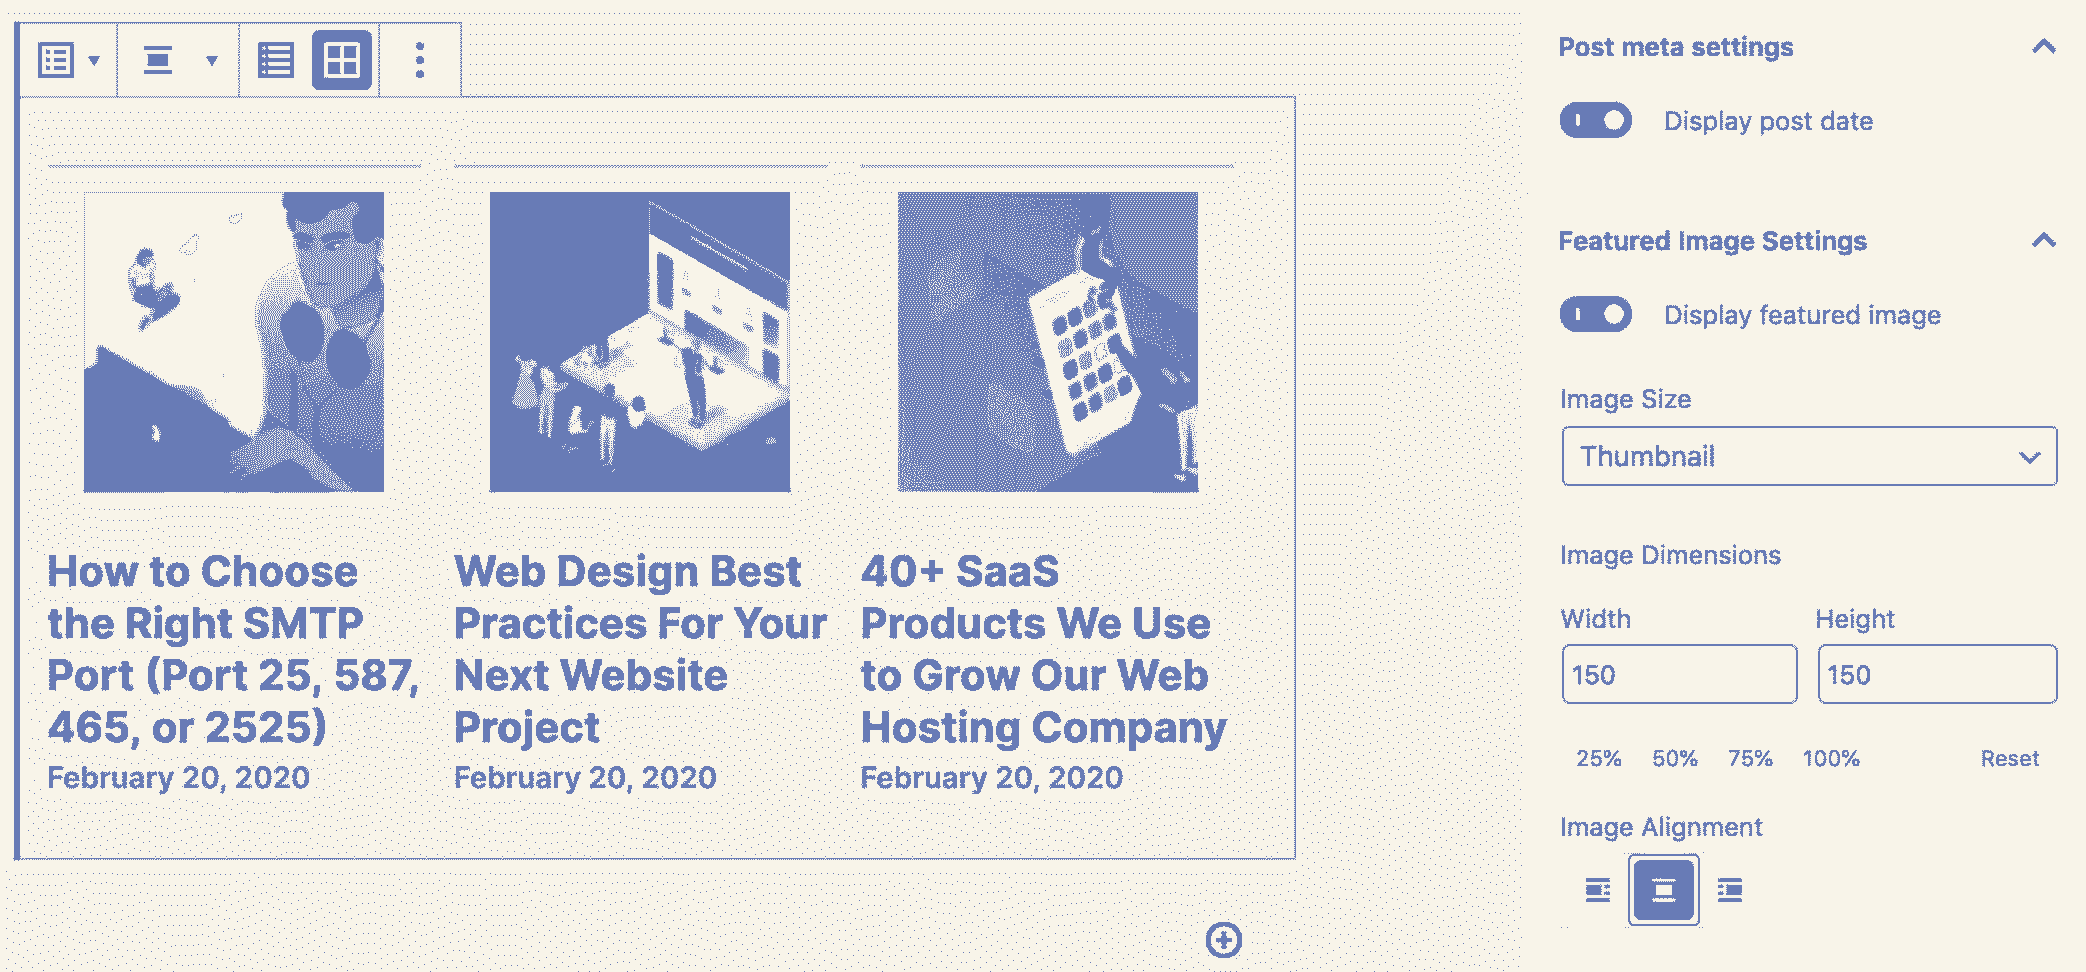 How to Choose
the Right SMTP
Port (Port 25, 587,
465, or 2525)
February 20, 2020
Web Design Best
Practices For Your
Next Website
Project
February 20, 2020
40+ SaaS
Products We Use
to Grow Our Web
Hosting Company
February 20, 2020
Post meta settings
Display post date
Featured Image Settings
Display featured image
Image Size
Thumbnail
Image Dimensions
Width Height
150 150
25% 50% 75% 100% Reset
Image Alignment